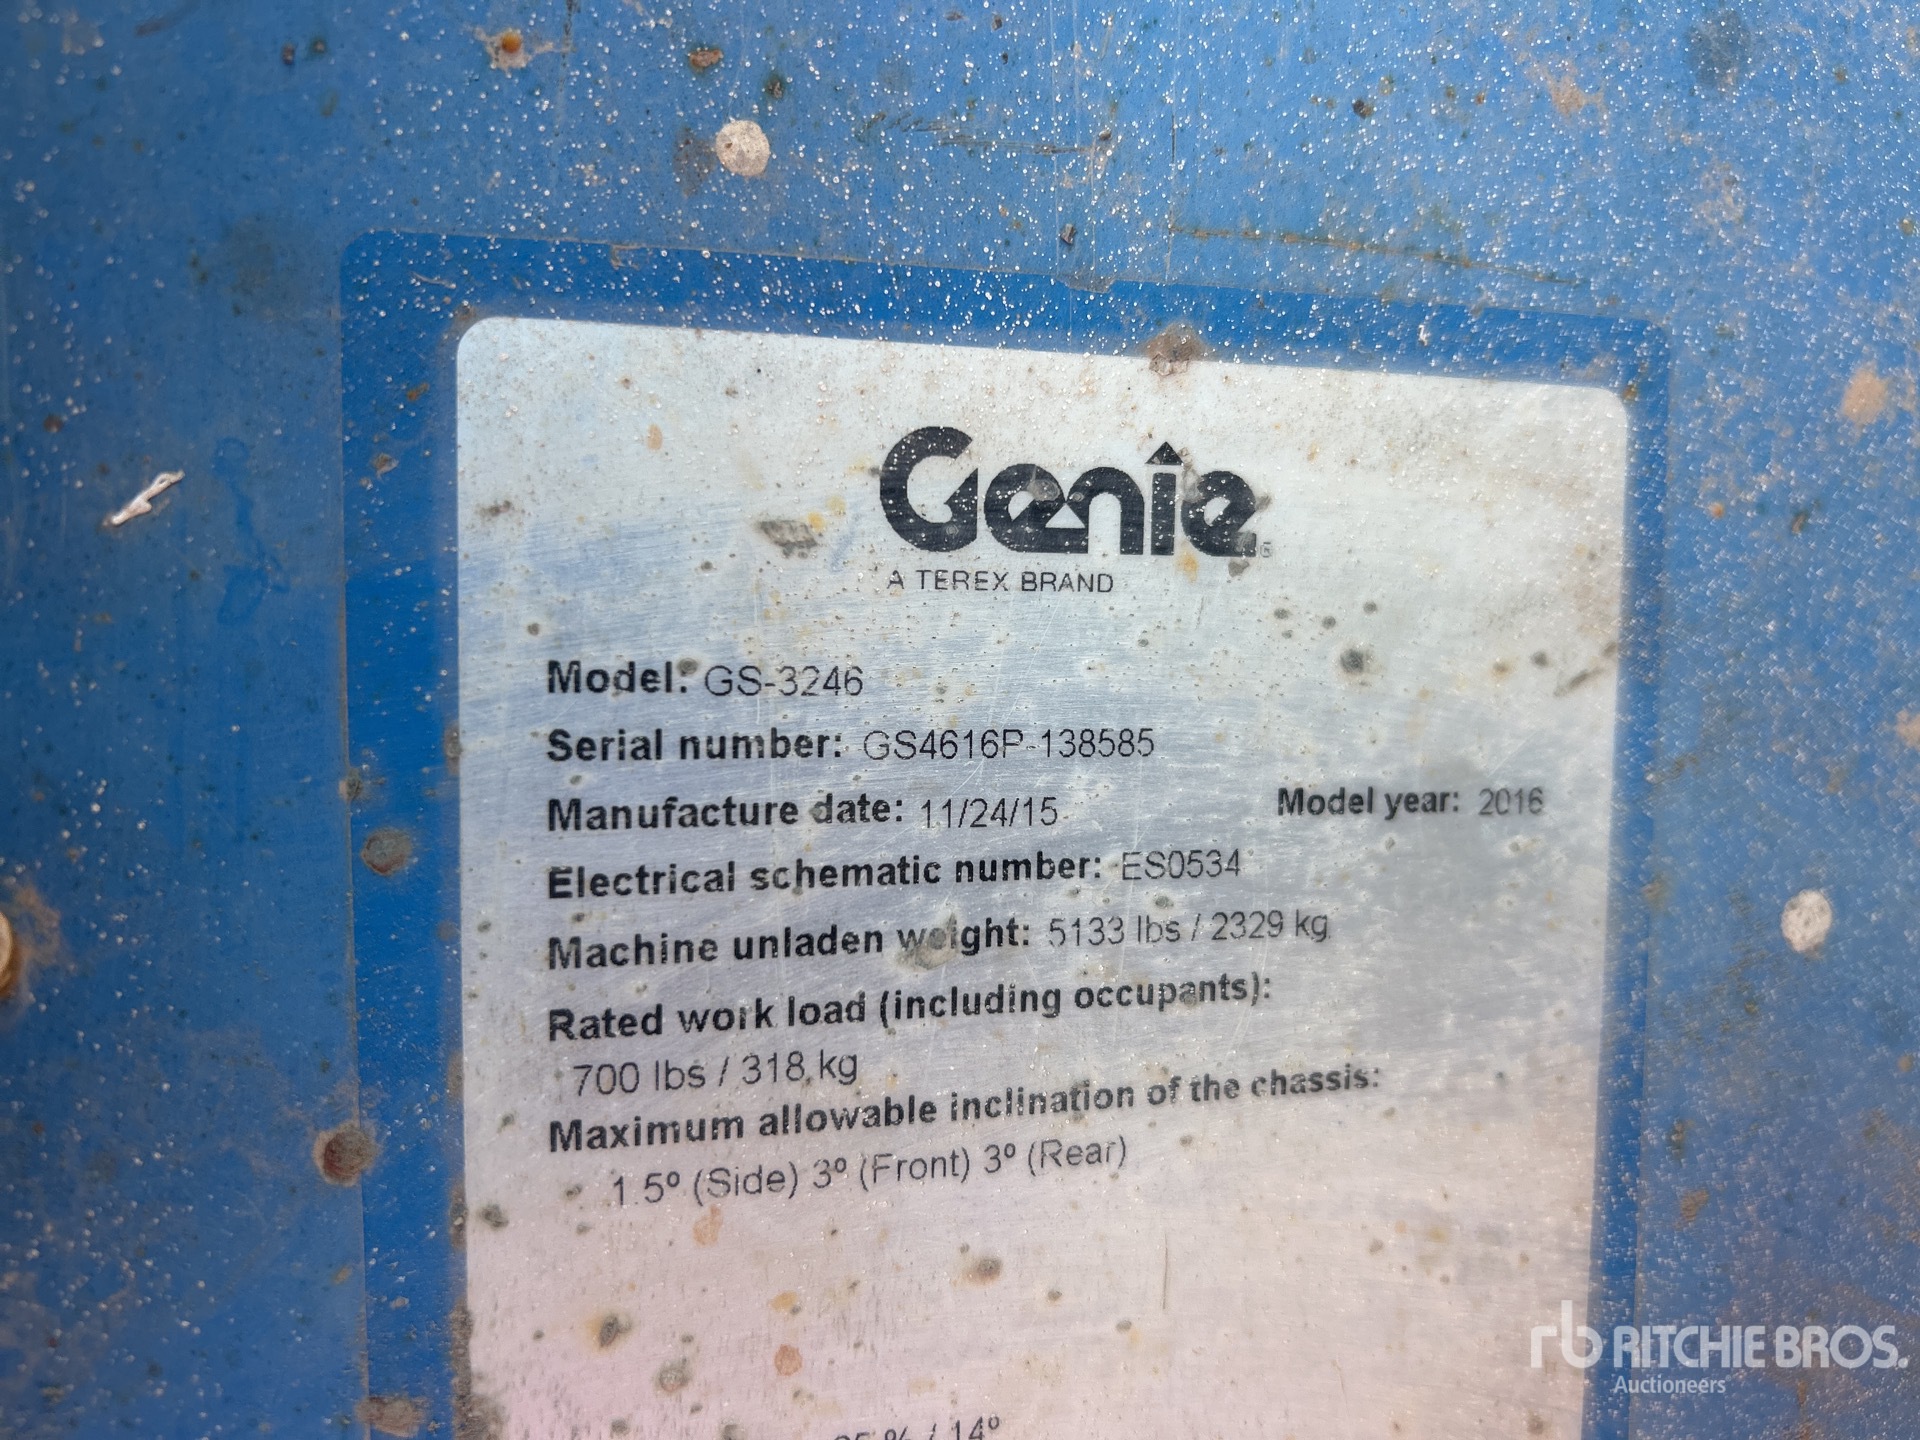 Genie®
A TEREX BRAND
Model: GS-3246
Serial number: GS4616P-138585
Manufacture date: 11/24/15 Model year: 2016
Electrical schematic number: ES0534
Machine unladen weight: 5133 lbs / 2329 kg
Rated work load (including occupants):
700 lbs / 318 kg
Maximum allowable inclination of the chassis:
1.5º (Side) 3º (Front) 3º (Rear)
% / 14º
rb RITCHIE BROS.
Auctioneers